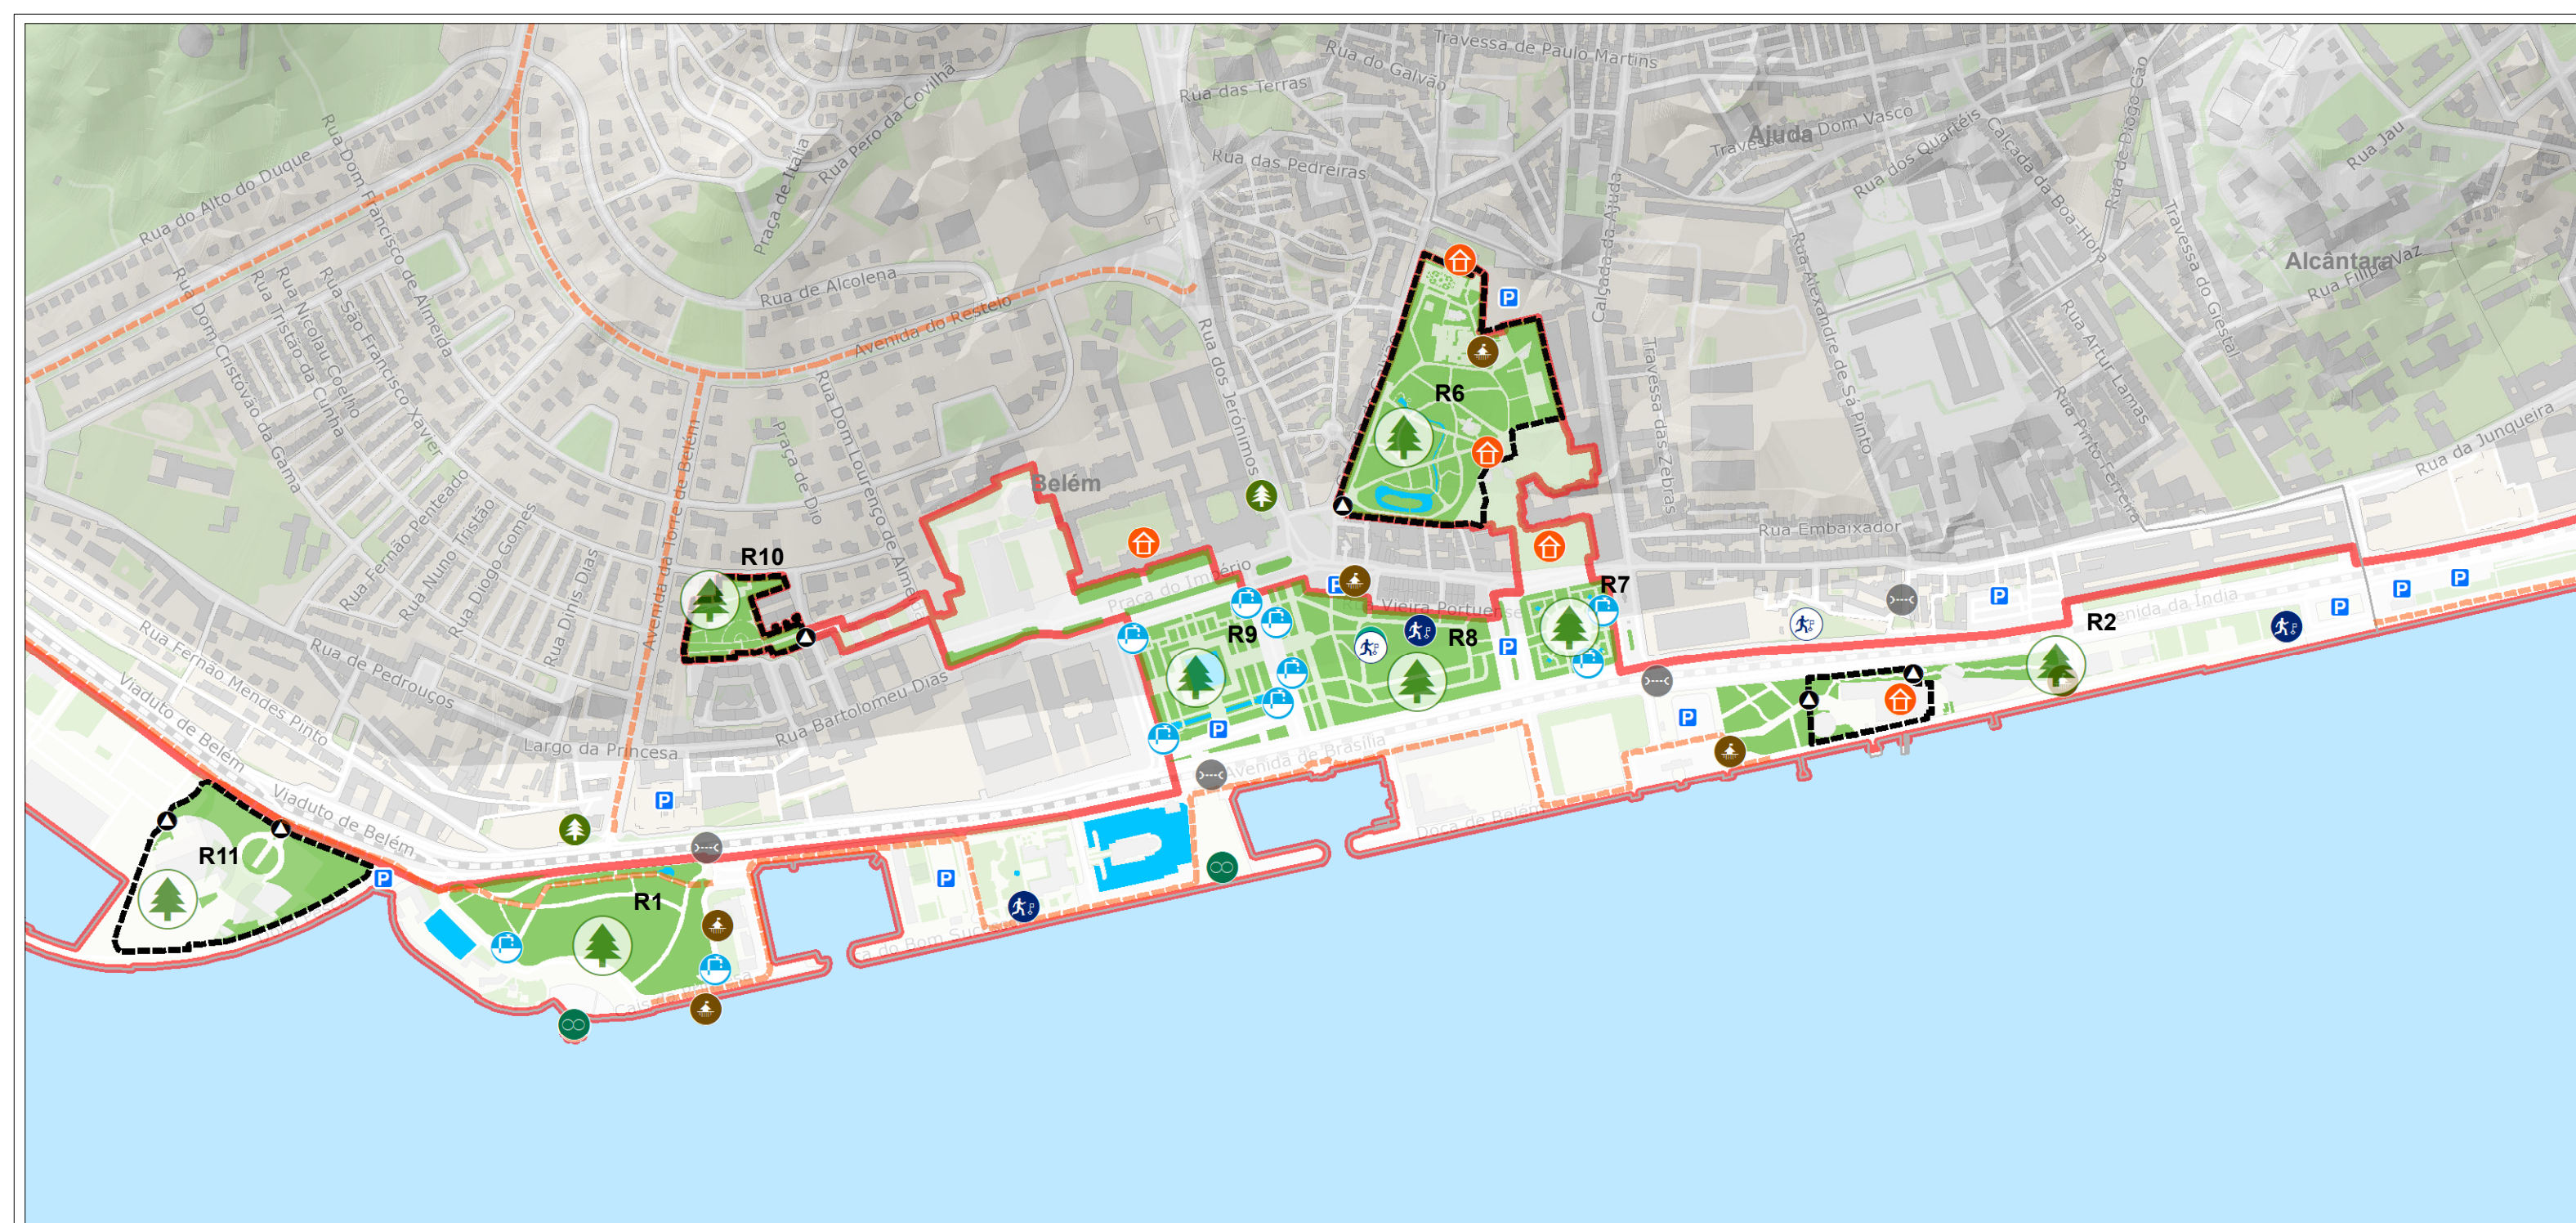 Travessa de Paulo Martins
Rua do Galvão
Rua das Terras
Rua Pero da Covilhã
Rua de Diogo Cão
Ajuda
Dom Vasco
Rua dos Quartéis
Calçada da Boa-Hora
Rua Jau
Rua Dom Francisco de Almeida
Praça de Itália
Rua das Pedreiras
Rua do Alto do Duque
Calçada da Ajuda
Travessa do Giestal
Rua Alexandre de Sá Pinto
Alcântara
Rua Filipe Vaz
Rua Dom Cristóvão da Gama
Rua Tristão da Cunha
Rua Nicolau Coelho
Rua São Francisco Xavier
Rua de Alcolena
Avenida do Restelo
Rua dos Jerónimos
Travessa das Zebras
Rua Artur Lamas
Rua Pinto Ferreira
R6
Rua da Junqueira
Avenida da Torre de Belém
Praça de Dio
Rua Dom Lourenço de Almeida
Belém
Rua Fernão Penteado
Rua Nuno Tristão
Rua Diogo Gomes
Rua Dinis Dias
Rua Embaixador
R10
Praça do Império
P
P
R7
P
P
P
P
Avenida da Índia
R2
R9
R8
P
Rua Fernão Mendes Pinto
Rua de Pedrouços
Rua Bartolomeu Dias
Viaduto de Belém
Largo da Princesa
P
P
Avenida de Brasília
Viaduto de Belém
P
Doca de Belém
R11
P
P
R1